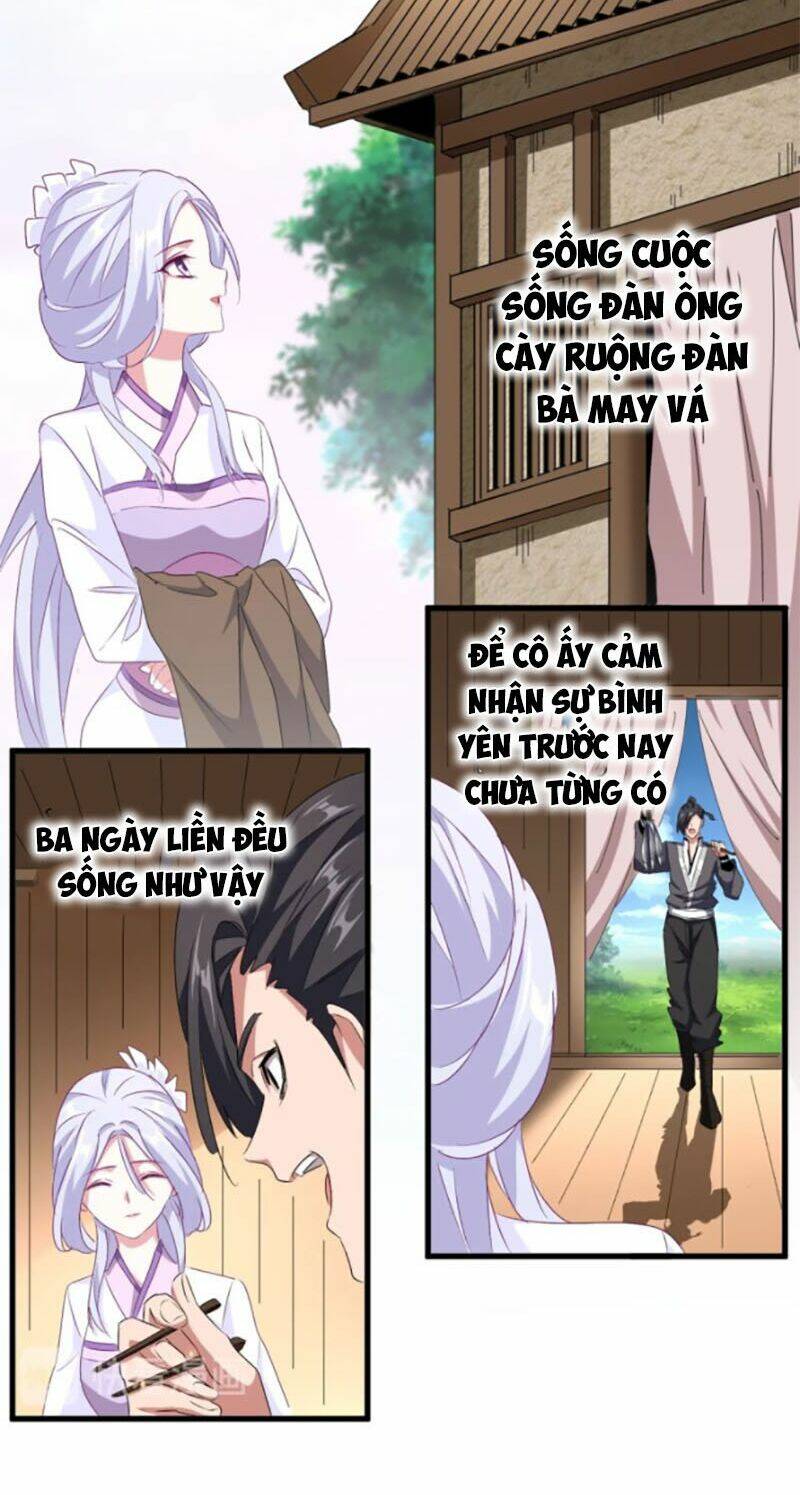 SỐNG CUỘC
SỐNG ĐÀN ÔNG
CÀY RUỘNG ĐÀN
BÀ MAY VÁ
ĐỂ CÔ ẤY CẢM
NHẬN SỰ BÌNH
YÊN TRƯỚC NAY
CHƯA TỪNG CÓ
BA NGÀY LIỀN ĐỀU
SỐNG NHƯ VẬY